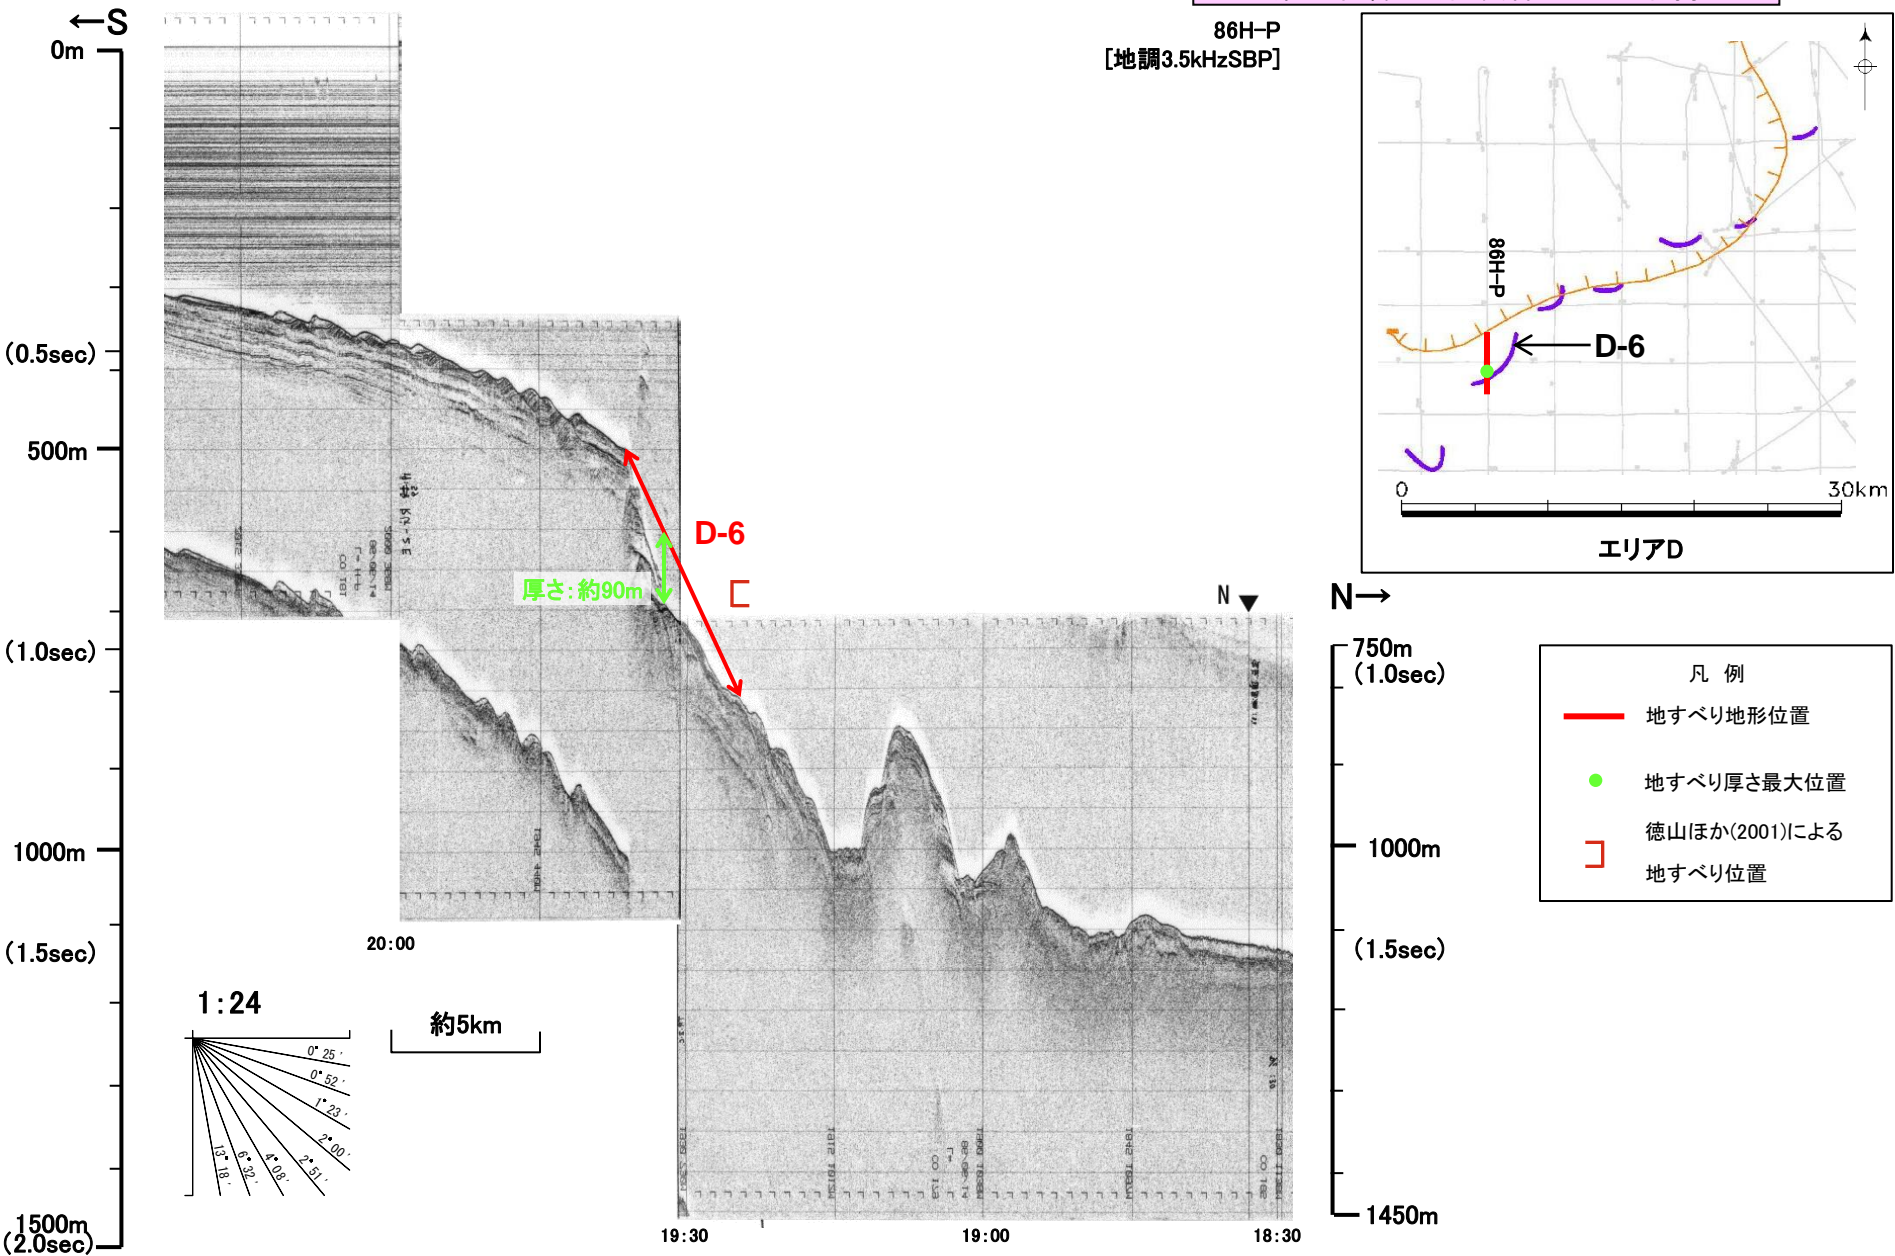 ←S
86H-P
[地調3.5kHzSBP]
0m
(0.5sec)
500m
(1.0sec)
1000m
(1.5sec)
1500m
(2.0sec)
D-6
厚さ：約90m
N
N→
750m
(1.0sec)
1000m
(1.5sec)
1450m
20:00
19:30
19:00
18:30
1:24
約5km
0°25′
0°52′
1°23′
2°00′
2°51′
4°08′
6°32′
13°18′
86H-P
D-6
0
30km
エリアD
凡 例
地すべり地形位置
地すべり厚さ最大位置
徳山ほか(2001)による
地すべり位置